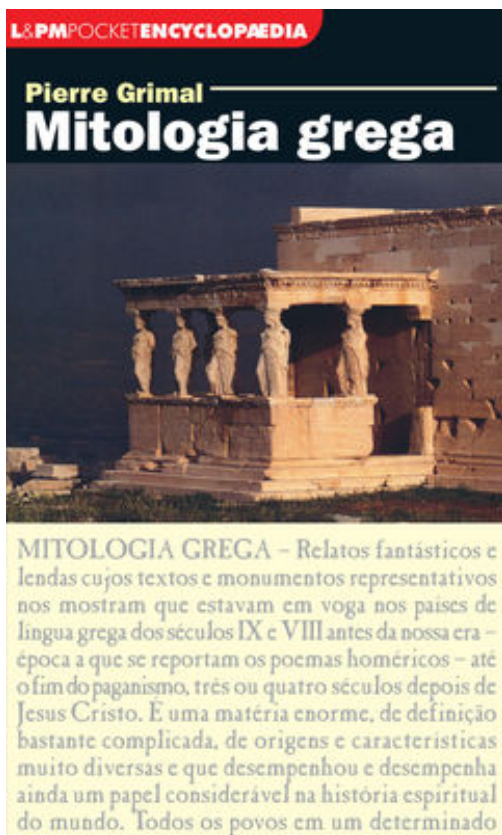 L&PMPOCKETENCYCLOPAEDIA
Pierre Grimal
Mitologia grega
MITOLOGIA GREGA – Relatos fantásticos e
lendas cujos textos e monumentos representativos
nos mostram que estavam em voga nos países de
língua grega dos séculos IX e VIII antes da nossa era –
época a que se reportam os poemas homéricos – até
o fim do paganismo, três ou quatro séculos depois de
Jesus Cristo. É uma matéria enorme, de definição
bastante complicada, de origens e características
muito diversas e que desempenhou e desempenha
ainda um papel considerável na história espiritual
do mundo. Todos os povos em um determinado